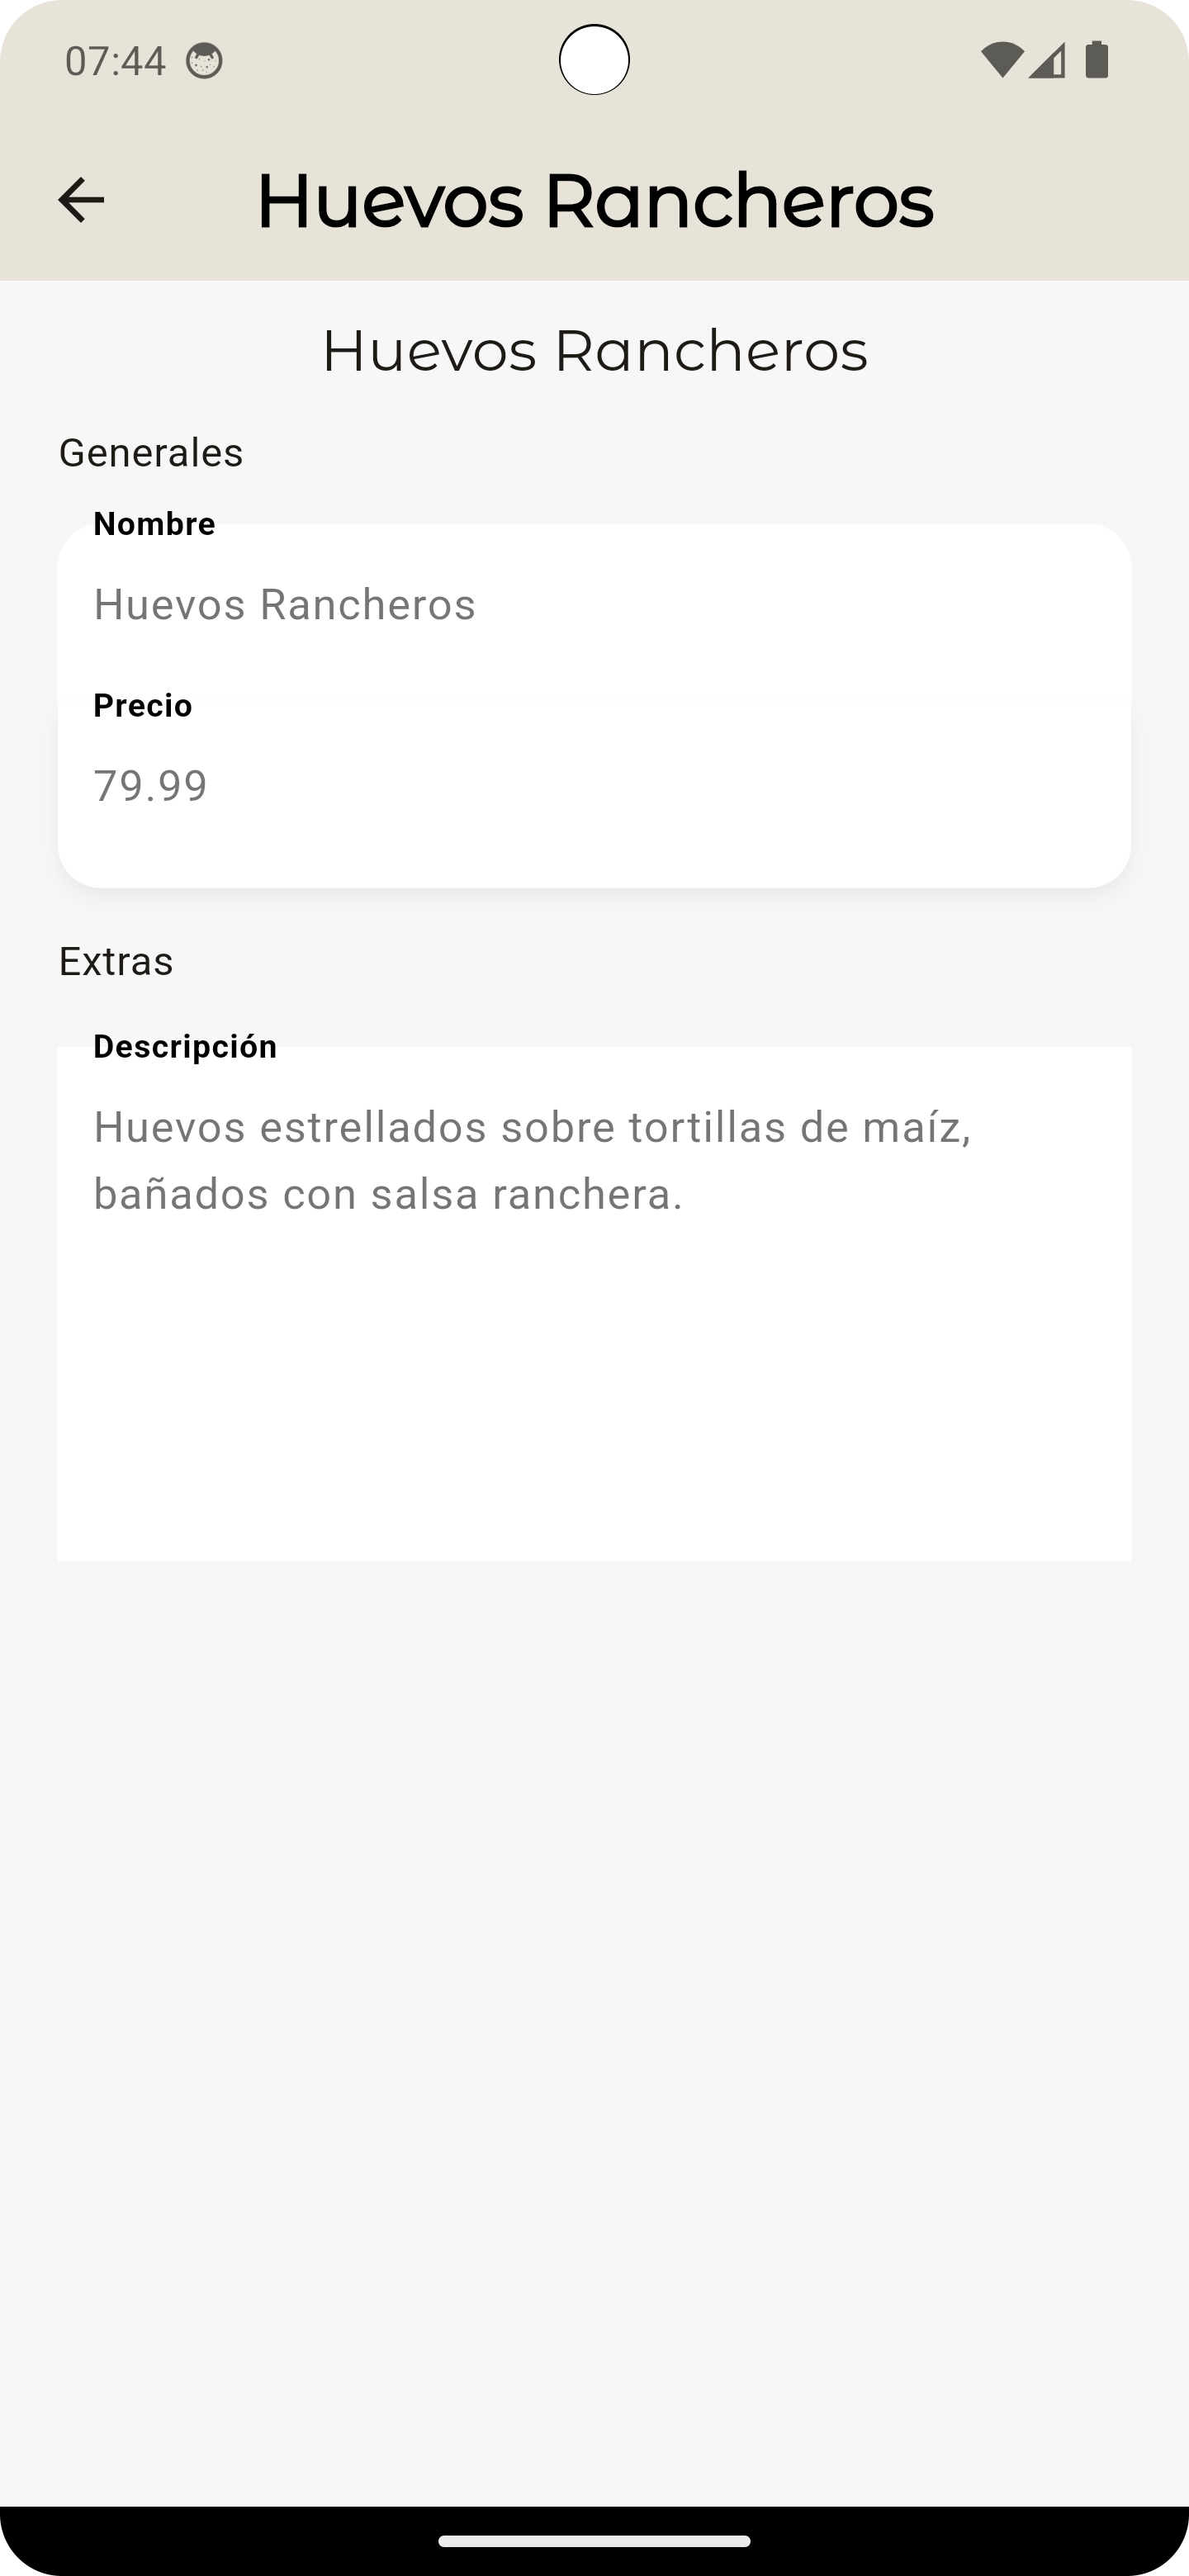 07:44
Huevos Rancheros
Huevos Rancheros
Generales
Nombre
Huevos Rancheros
Precio
79.99
Extras
Descripción
Huevos estrellados sobre tortillas de maíz,
bañados con salsa ranchera.